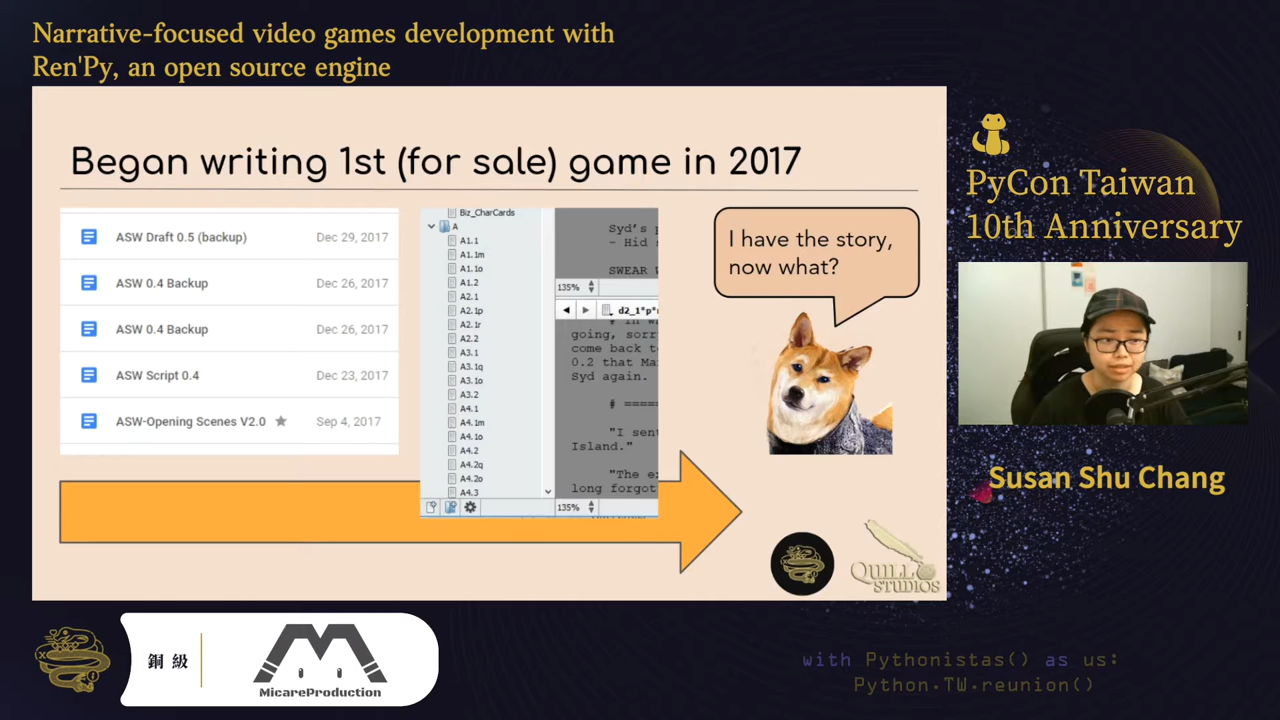 Narrative-focused video games development with
Ren'Py, an open source engine
Began writing 1st (for sale) game in 2017
ASW Draft 0.5 (backup) Dec 29, 2017
ASW 0.4 Backup Dec 26, 2017
ASW 0.4 Backup Dec 26, 2017
ASW Script 0.4 Dec 23, 2017
ASW-Opening Scenes V2.0 Sep 4, 2017
Biz_CharCards
A
A1.1
A1.1m
A1.1o
A1.2
A2.1
A2.1p
A2.1r
A2.2
A3.1
A3.1q
A3.1o
A3.2
A4.1
A4.1m
A4.1o
A4.2
A4.2q
A4.2o
A4.3
Syd's p
- Hid
SWEAR
135%
d2_1*p*
# in w
going, sorr
come back to
0.2 that Ma
Syd again.
# ====
"I sent
Island."
"The e
long forgot
135%
I have the story,
now what?
QUILL
STUDIOS
PyCon Taiwan
10th Anniversary
Susan Shu Chang
銅級
MicareProduction
with Pythonistas() as us:
Python.TW.reunion()